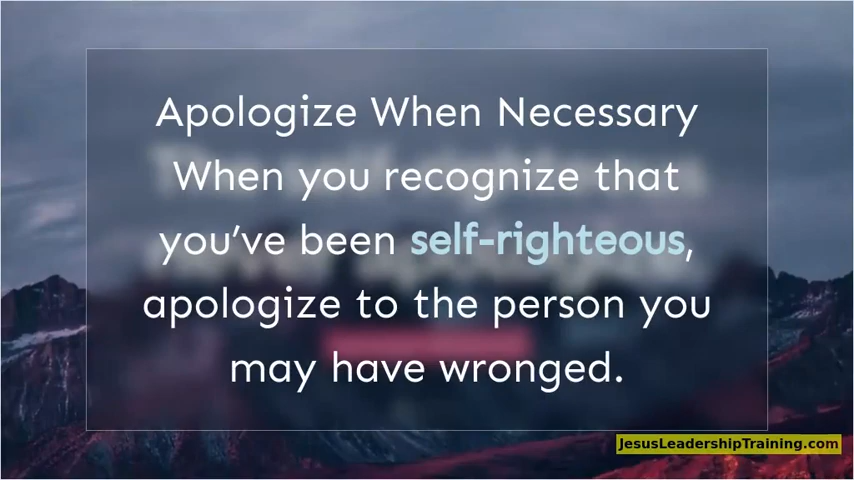 Apologize When Necessary
When you recognize that
you’ve been self-righteous,
apologize to the person you
may have wronged.
JesusLeadershipTraining.com